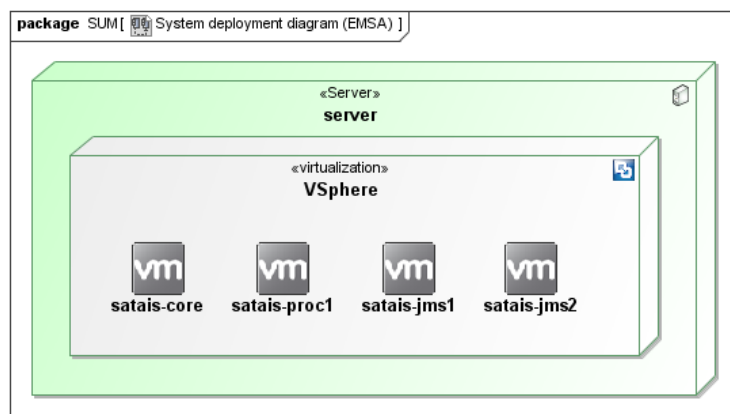 package SUM [ System deployment diagram (EMSA) ]
«Server»
server
«virtualization»
VSphere
vm vm vm vm
satais-core satais-proc1 satais-jms1 satais-jms2